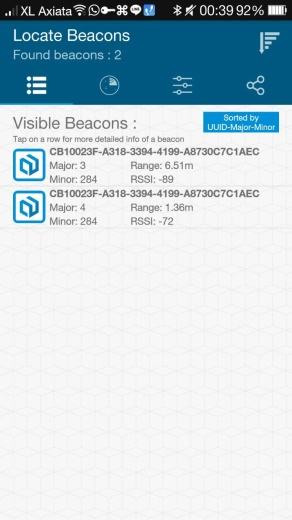 XL Axiata 00:39 92%
Locate Beacons
Found beacons : 2
Visible Beacons :
Sorted by
UUID-Major-Minor
Tap on a row for more detailed info of a beacon
CB10023F-A318-3394-4199-A8730C7C1AEC
Major: 3 Range: 6.51m
Minor: 284 RSSI: -89
CB10023F-A318-3394-4199-A8730C7C1AEC
Major: 4 Range: 1.36m
Minor: 284 RSSI: -72